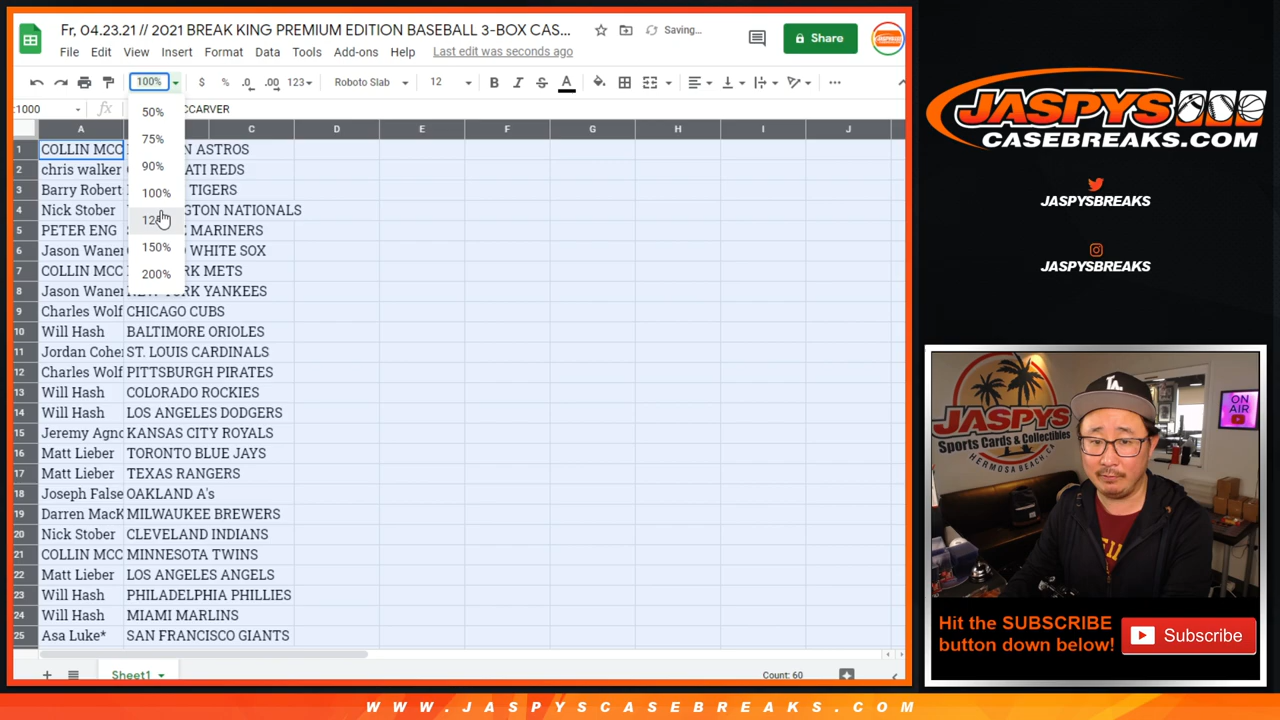 Fr, 04.23.21 // 2021 BREAK KING PREMIUM EDITION BASEBALL 3-BOX CAS...
Saving...
Share
File Edit View Insert Format Data Tools Add-ons Help Last edit was seconds ago
100% $ % .0 .00 123 Roboto Slab 12 B I S A
:1000 fx CCARVER
50%
75%
90%
100%
150%
200%
A C D E F G H I J
1 COLLIN MCC N ASTROS
2 chris walker ATI REDS
3 Barry Robert TIGERS
4 Nick Stober GTON NATIONALS
5 PETER ENG E MARINERS
6 Jason Waner WHITE SOX
7 COLLIN MCC RK METS
8 Jason Waner NEW YORK YANKEES
9 Charles Wolf CHICAGO CUBS
10 Will Hash BALTIMORE ORIOLES
11 Jordan Cohe ST. LOUIS CARDINALS
12 Charles Wolf PITTSBURGH PIRATES
13 Will Hash COLORADO ROCKIES
14 Will Hash LOS ANGELES DODGERS
15 Jeremy Agno KANSAS CITY ROYALS
16 Matt Lieber TORONTO BLUE JAYS
17 Matt Lieber TEXAS RANGERS
18 Joseph False OAKLAND A's
19 Darren MacK MILWAUKEE BREWERS
20 Nick Stober CLEVELAND INDIANS
21 COLLIN MCC MINNESOTA TWINS
22 Matt Lieber LOS ANGELES ANGELS
23 Will Hash PHILADELPHIA PHILLIES
24 Will Hash MIAMI MARLINS
25 Asa Luke* SAN FRANCISCO GIANTS
Sheet1
Count: 60
JASPYS
CASEBREAKS.COM
JASPYSBREAKS
JASPYSBREAKS
JASPYS
Sports Cards & Collectibles
HERMOSA BEACH, CA
LA
ON
AIR
Hit the SUBSCRIBE
button down below!
Subscribe
WWW.JASPYSCASEBREAKS.COM